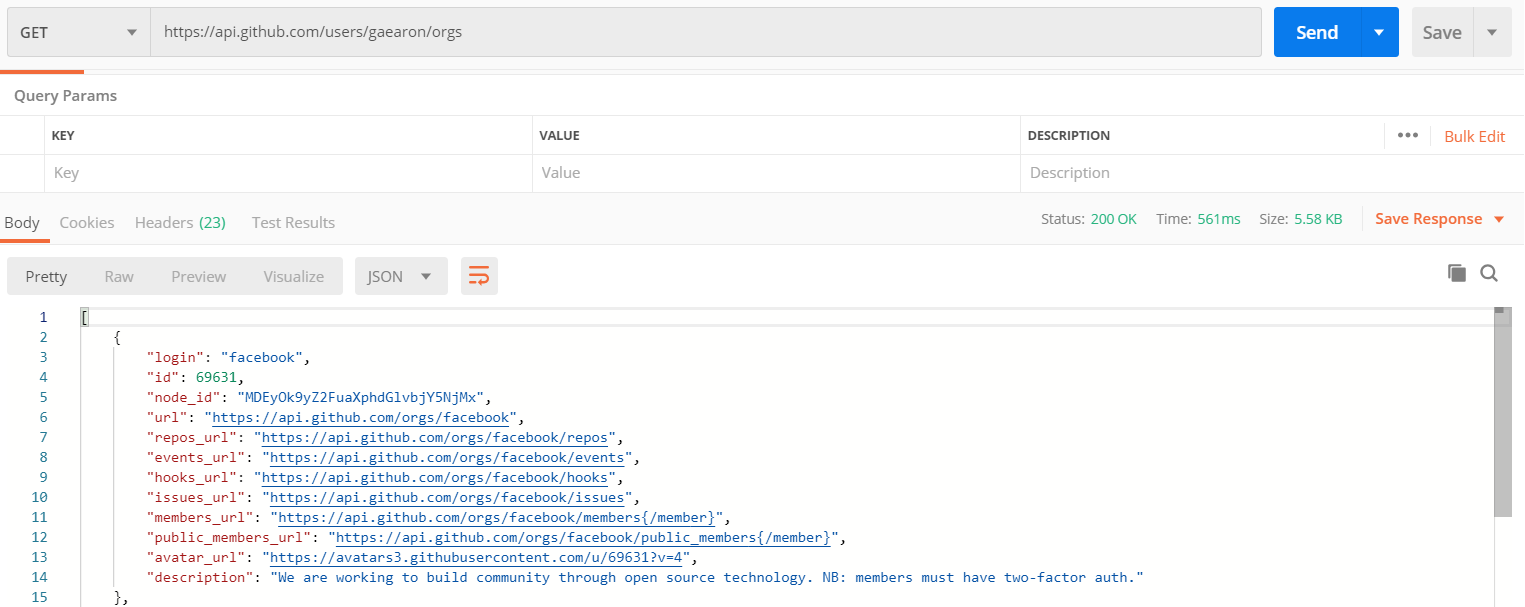 GET https://api.github.com/users/gaearon/orgs Send Save
Query Params
KEY VALUE DESCRIPTION ••• Bulk Edit
Key Value Description
Body Cookies Headers (23) Test Results Status: 200 OK Time: 561ms Size: 5.58 KB Save Response
Pretty Raw Preview Visualize JSON
1 [
2 {
3 "login": "facebook",
4 "id": 69631,
5 "node_id": "MDEyOk9yZ2FuaXphdGlvbjY5NjMx",
6 "url": "https://api.github.com/orgs/facebook",
7 "repos_url": "https://api.github.com/orgs/facebook/repos",
8 "events_url": "https://api.github.com/orgs/facebook/events",
9 "hooks_url": "https://api.github.com/orgs/facebook/hooks",
10 "issues_url": "https://api.github.com/orgs/facebook/issues",
11 "members_url": "https://api.github.com/orgs/facebook/members{/member}",
12 "public_members_url": "https://api.github.com/orgs/facebook/public_members{/member}",
13 "avatar_url": "https://avatars3.githubusercontent.com/u/69631?v=4",
14 "description": "We are working to build community through open source technology. NB: members must have two-factor auth."
15 },